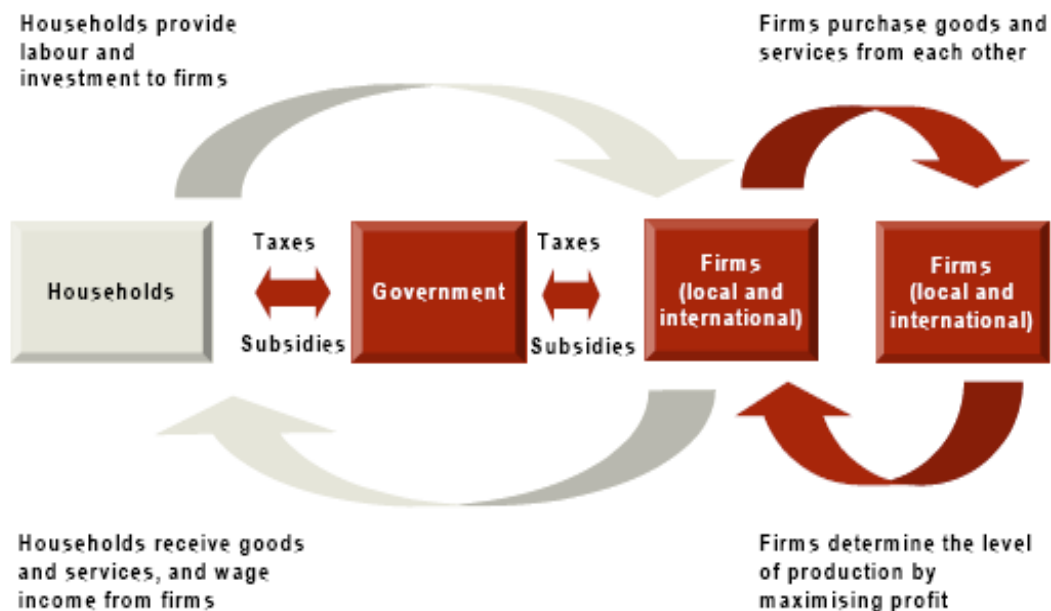 Households provide
labour and
investment to firms
Firms purchase goods and
services from each other
Households
Taxes
Subsidies
Government
Taxes
Subsidies
Firms
(local and
international)
Firms
(local and
international)
Households receive goods
and services, and wage
income from firms
Firms determine the level
of production by
maximising profit